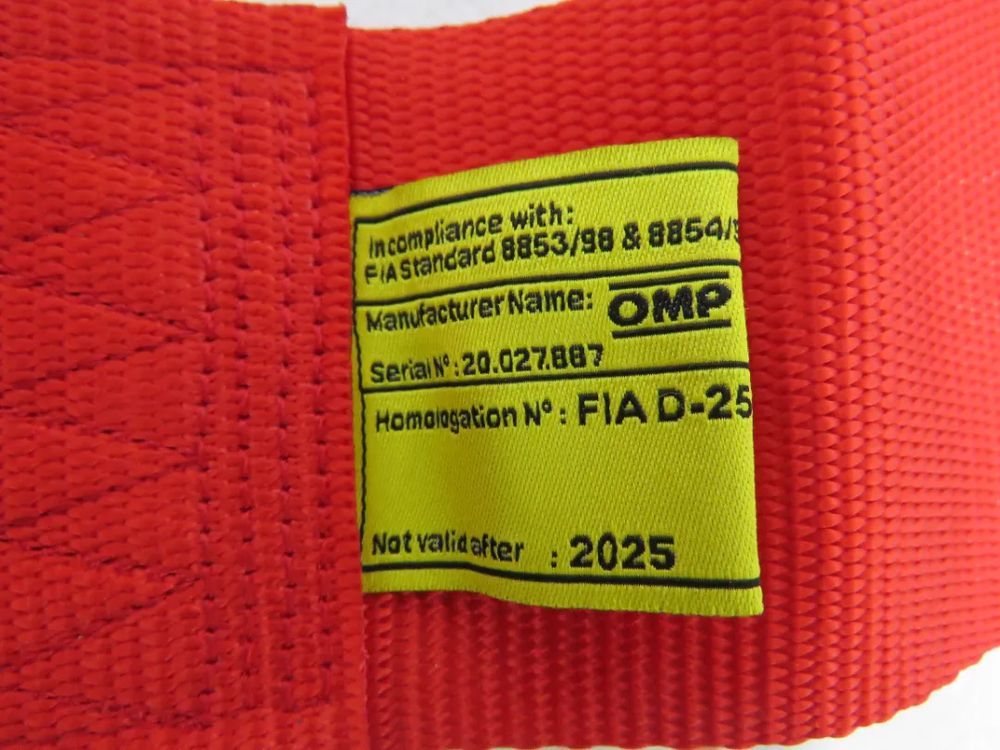 In compliance with:
FIA Standard 8853/98 & 8854/
Manufacturer Name: OMP
Serial N° : 20.027.887
Homologation N° : FIA D-25
Not valid after : 2025